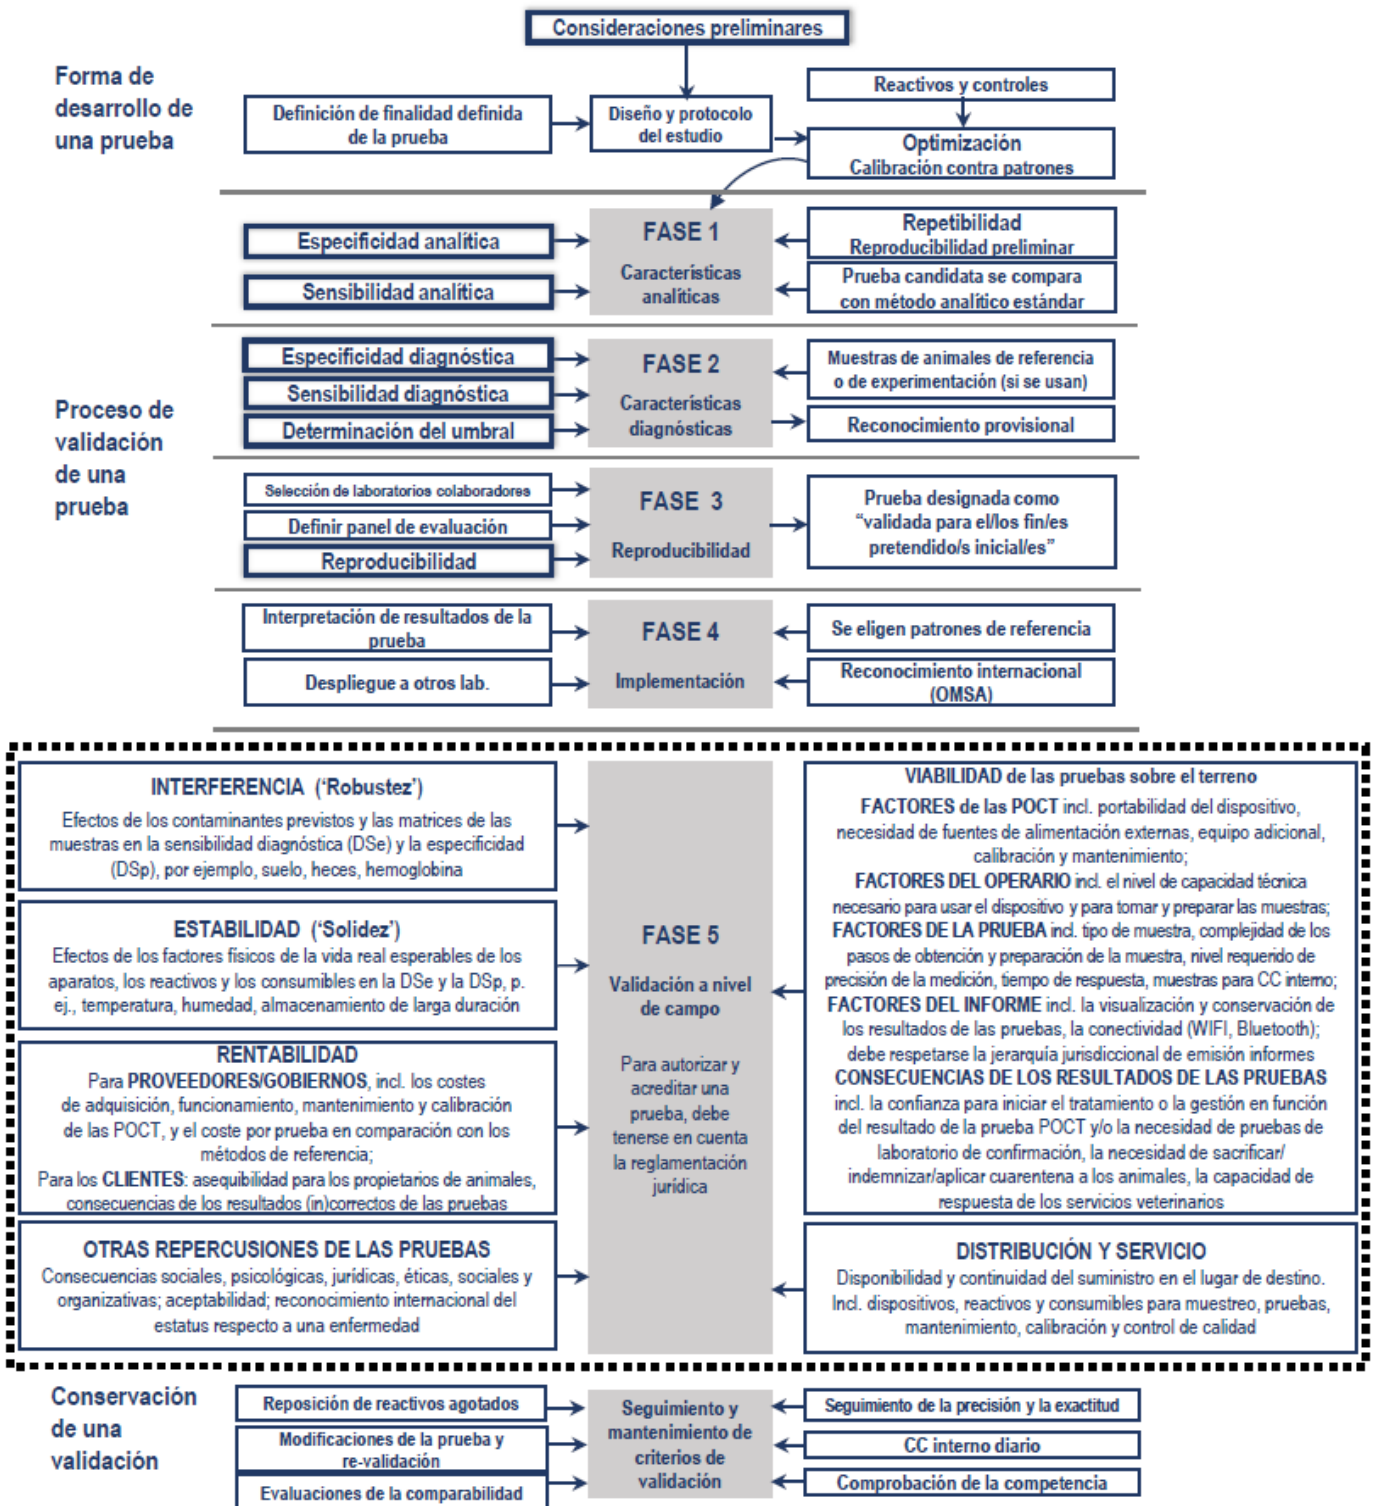 Consideraciones preliminares
Forma de
desarrollo de
una prueba
Definición de finalidad definida
de la prueba
Diseño y protocolo
del estudio
Reactivos y controles
Optimización
Calibración contra patrones
Proceso de
validación
de una
prueba
Especificidad analítica
Sensibilidad analítica
FASE 1
Características
analíticas
Repetibilidad
Reproducibilidad preliminar
Prueba candidata se compara
con método analítico estándar
Especificidad diagnóstica
Sensibilidad diagnóstica
Determinación del umbral
FASE 2
Características
diagnósticas
Muestras de animales de referencia
o de experimentación (si se usan)
Reconocimiento provisional
Selección de laboratorios colaboradores
Definir panel de evaluación
Reproducibilidad
FASE 3
Reproducibilidad
Prueba designada como
“validada para el/los fin/es
pretendido/s inicial/es”
Interpretación de resultados de la
prueba
Despliegue a otros lab.
FASE 4
Implementación
Se eligen patrones de referencia
Reconocimiento internacional
(OMSA)
INTERFERENCIA (‘Robustez’)
Efectos de los contaminantes previstos y las matrices de las
muestras en la sensibilidad diagnóstica (DSe) y la especificidad
(DSp), por ejemplo, suelo, heces, hemoglobina
ESTABILIDAD (‘Solidez’)
Efectos de los factores físicos de la vida real esperables de los
aparatos, los reactivos y los consumibles en la DSe y la DSp, p.
ej., temperatura, humedad, almacenamiento de larga duración
RENTABILIDAD
Para PROVEEDORES/GOBIERNOS, incl. los costes
de adquisición, funcionamiento, mantenimiento y calibración
de las POCT, y el coste por prueba en comparación con los
métodos de referencia;
Para los CLIENTES: asequibilidad para los propietarios de animales,
consecuencias de los resultados (in)correctos de las pruebas
OTRAS REPERCUSIONES DE LAS PRUEBAS
Consecuencias sociales, psicológicas, jurídicas, éticas, sociales y
organizativas; aceptabilidad; reconocimiento internacional del
estatus respecto a una enfermedad
FASE 5
Validación a nivel
de campo
Para autorizar y
acreditar una
prueba, debe
tenerse en cuenta
la reglamentación
jurídica
VIABILIDAD de las pruebas sobre el terreno
FACTORES de las POCT incl. portabilidad del dispositivo,
necesidad de fuentes de alimentación externas, equipo adicional,
calibración y mantenimiento;
FACTORES DEL OPERARIO incl. el nivel de capacidad técnica
necesario para usar el dispositivo y para tomar y preparar las muestras;
FACTORES DE LA PRUEBA incl. tipo de muestra, complejidad de los
pasos de obtención y preparación de la muestra, nivel requerido de
precisión de la medición, tiempo de respuesta, muestras para CC interno;
FACTORES DEL INFORME incl. la visualización y conservación de
los resultados de las pruebas, la conectividad (WIFI, Bluetooth);
debe respetarse la jerarquía jurisdiccional de emisión informes
CONSECUENCIAS DE LOS RESULTADOS DE LAS PRUEBAS
incl. la confianza para iniciar el tratamiento o la gestión en función
del resultado de la prueba POCT y/o la necesidad de pruebas de
laboratorio de confirmación, la necesidad de sacrificar/
indemnizar/aplicar cuarentena a los animales, la capacidad de
respuesta de los servicios veterinarios
DISTRIBUCIÓN Y SERVICIO
Disponibilidad y continuidad del suministro en el lugar de destino.
Incl. dispositivos, reactivos y consumibles para muestreo, pruebas,
mantenimiento, calibración y control de calidad
Conservación
de una
validación
Reposición de reactivos agotados
Modificaciones de la prueba y
re-validación
Evaluaciones de la comparabilidad
Seguimiento y
mantenimiento de
criterios de
validación
Seguimiento de la precisión y la exactitud
CC interno diario
Comprobación de la competencia